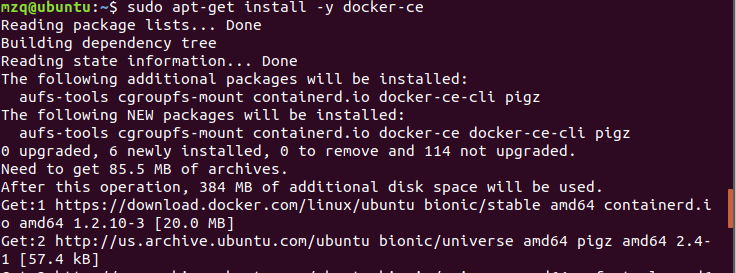 mzq@ubuntu:~$ sudo apt-get install -y docker-ce
Reading package lists... Done
Building dependency tree
Reading state information... Done
The following additional packages will be installed:
  aufs-tools cgroupfs-mount containerd.io docker-ce-cli pigz
The following NEW packages will be installed:
  aufs-tools cgroupfs-mount containerd.io docker-ce docker-ce-cli pigz
0 upgraded, 6 newly installed, 0 to remove and 114 not upgraded.
Need to get 85.5 MB of archives.
After this operation, 384 MB of additional disk space will be used.
Get:1 https://download.docker.com/linux/ubuntu bionic/stable amd64 containerd.i
o amd64 1.2.10-3 [20.0 MB]
Get:2 http://us.archive.ubuntu.com/ubuntu bionic/universe amd64 pigz amd64 2.4-
1 [57.4 kB]